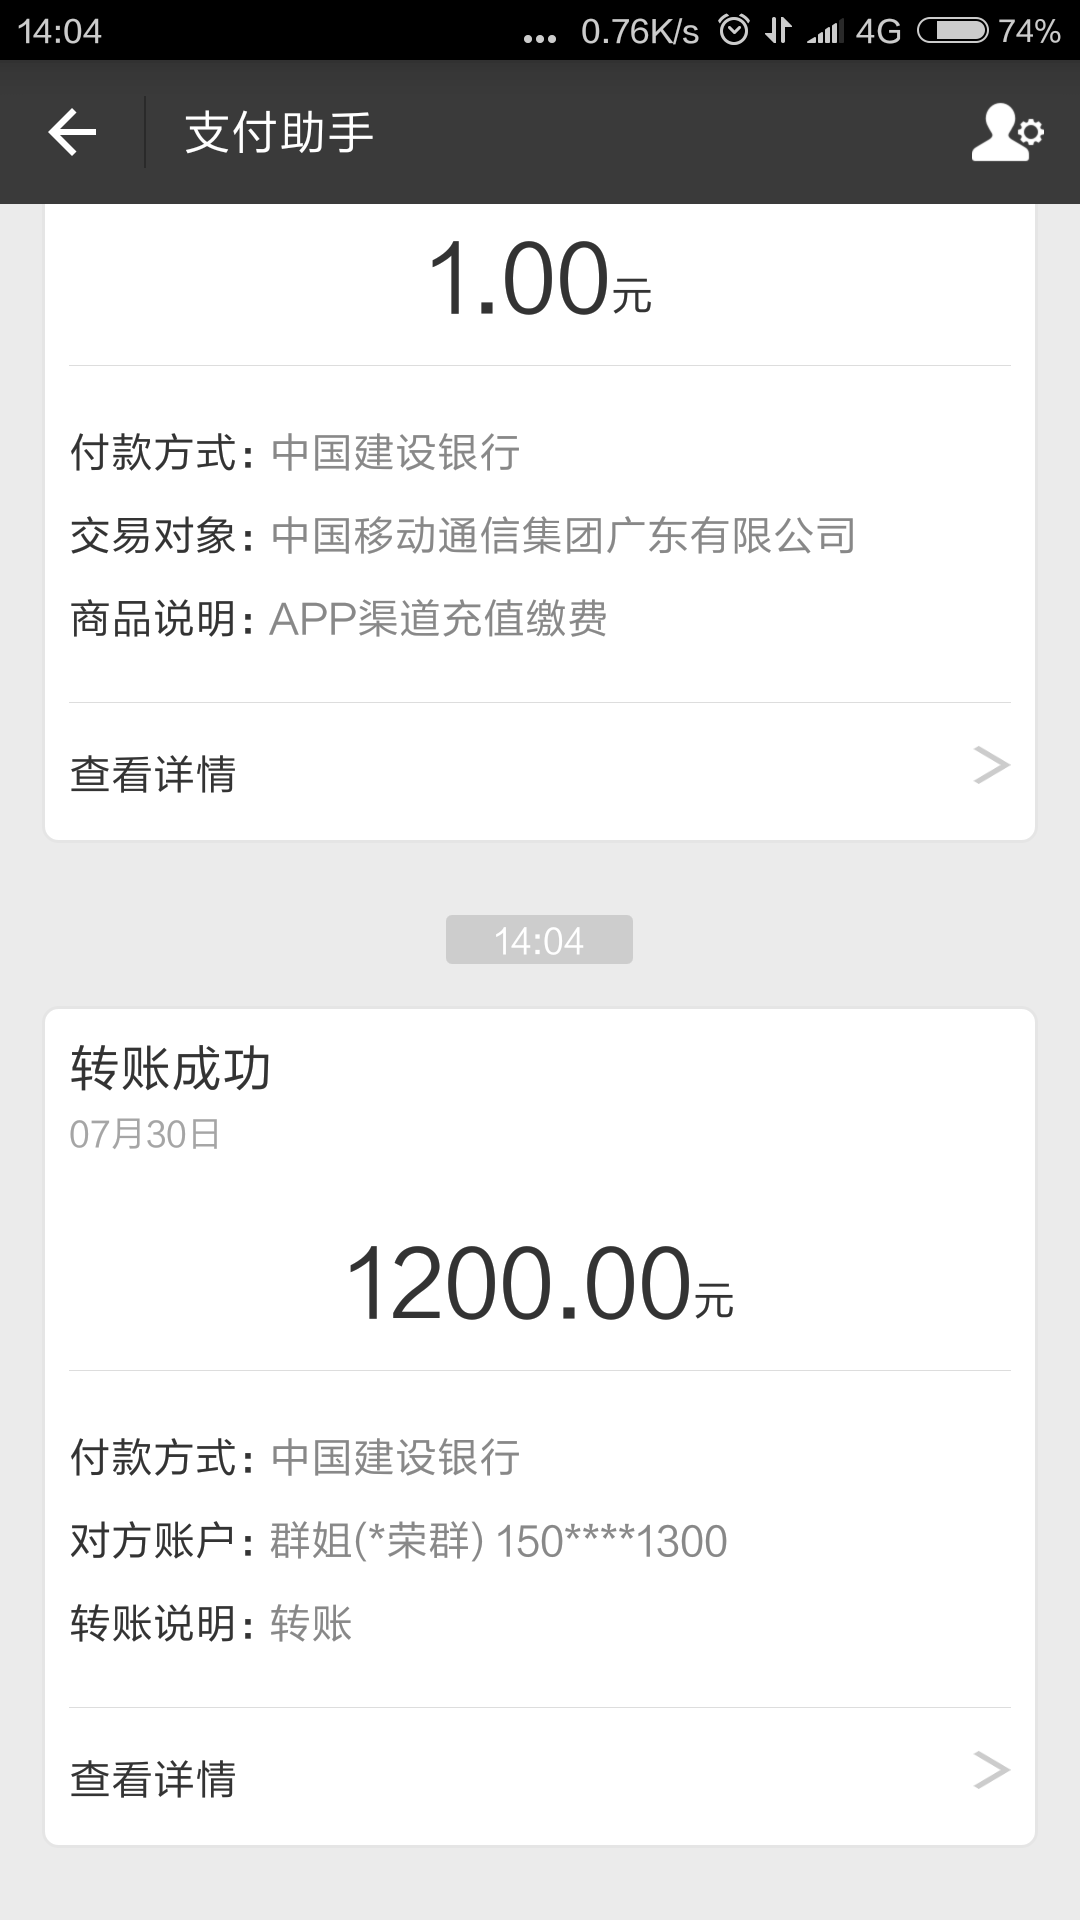 14:04 ... 0.76K/s 4G 74%
支付助手
1.00元
付款方式：中国建设银行
交易对象：中国移动通信集团广东有限公司
商品说明：APP渠道充值缴费
查看详情
14:04
转账成功
07月30日
1200.00元
付款方式：中国建设银行
对方账户：群姐(*荣群) 150****1300
转账说明：转账
查看详情